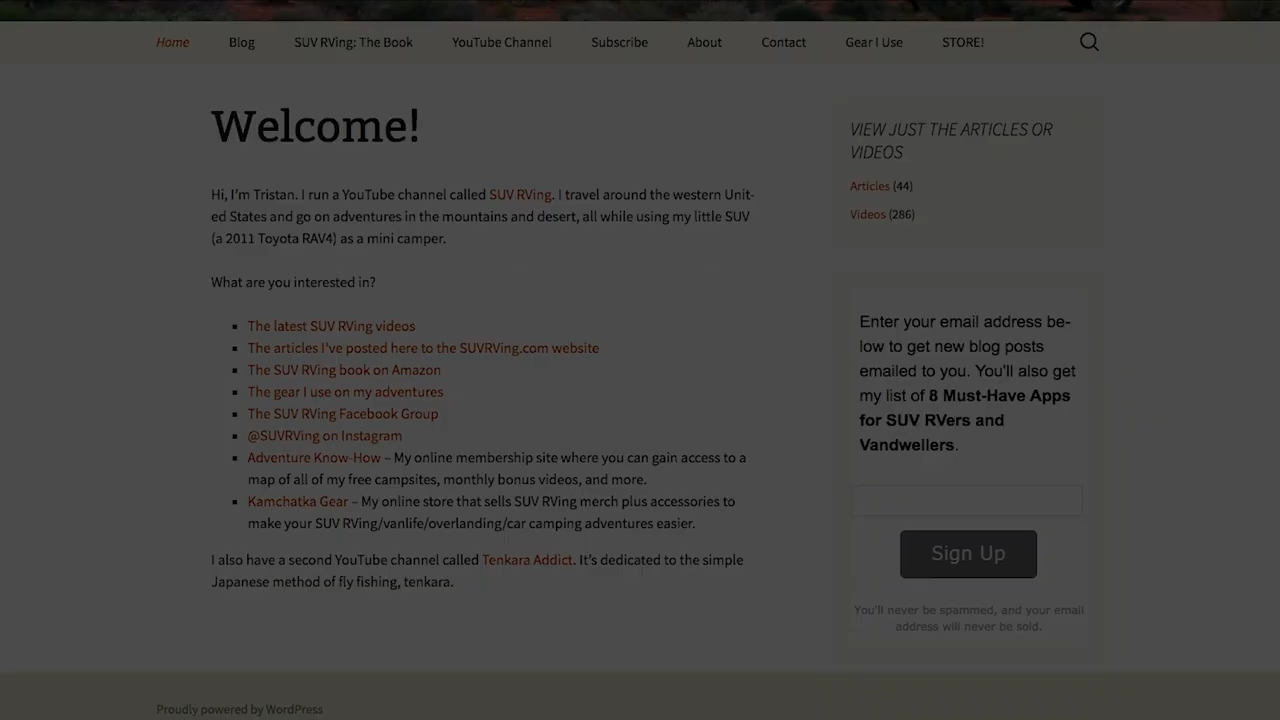 Home Blog SUV RVing: The Book YouTube Channel Subscribe About Contact Gear I Use STORE!
Welcome!
Hi, I'm Tristan. I run a YouTube channel called SUV RVing. I travel around the western Unit-
ed States and go on adventures in the mountains and desert, all while using my little SUV
(a 2011 Toyota RAV4) as a mini camper.
What are you interested in?
The latest SUV RVing videos
The articles I've posted here to the SUVRVing.com website
The SUV RVing book on Amazon
The gear I use on my adventures
The SUV RVing Facebook Group
@SUVRVing on Instagram
Adventure Know-How – My online membership site where you can gain access to a
map of all of my free campsites, monthly bonus videos, and more.
Kamchatka Gear – My online store that sells SUV RVing merch plus accessories to
make your SUV RVing/vanlife/overlanding/car camping adventures easier.
I also have a second YouTube channel called Tenkara Addict. It's dedicated to the simple
Japanese method of fly fishing, tenkara.
VIEW JUST THE ARTICLES OR
VIDEOS
Articles (44)
Videos (286)
Enter your email address be-
low to get new blog posts
emailed to you. You'll also get
my list of 8 Must-Have Apps
for SUV RVers and
Vandwellers.
Sign Up
You'll never be spammed, and your email
address will never be sold.
Proudly powered by WordPress